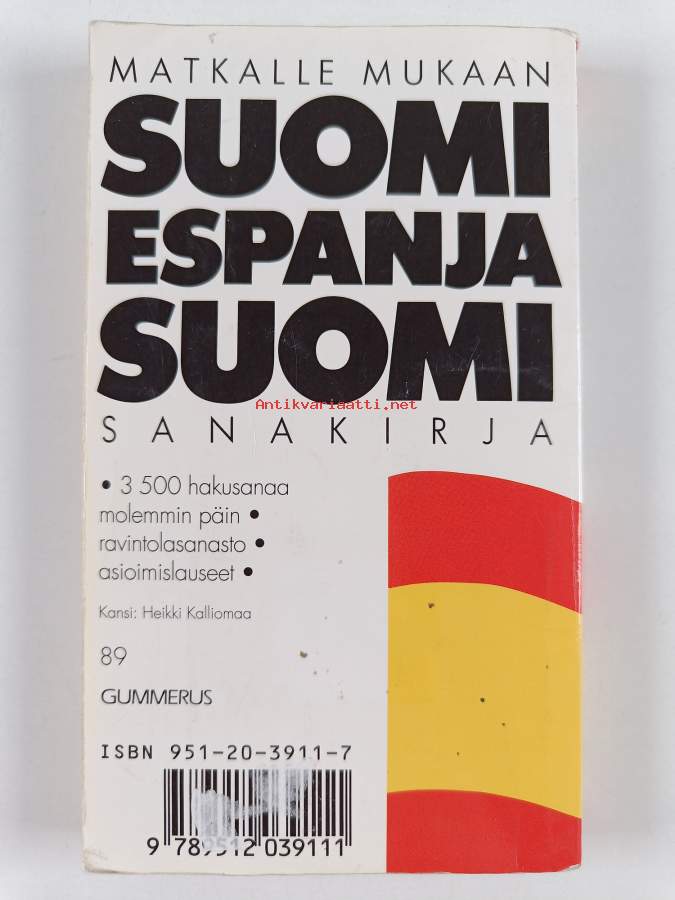 MATKALLE MUKAAN
SUOMI
ESPANJA
SUOMI
Antikvariaatti.net
SANAKIRJA
• 3 500 hakusanaa
molemmin päin •
ravintolasanasto •
asioimislauseet •
Kansi: Heikki Kalliomaa
89
GUMMERUS
ISBN 951-20-3911-7
9 789512 039111